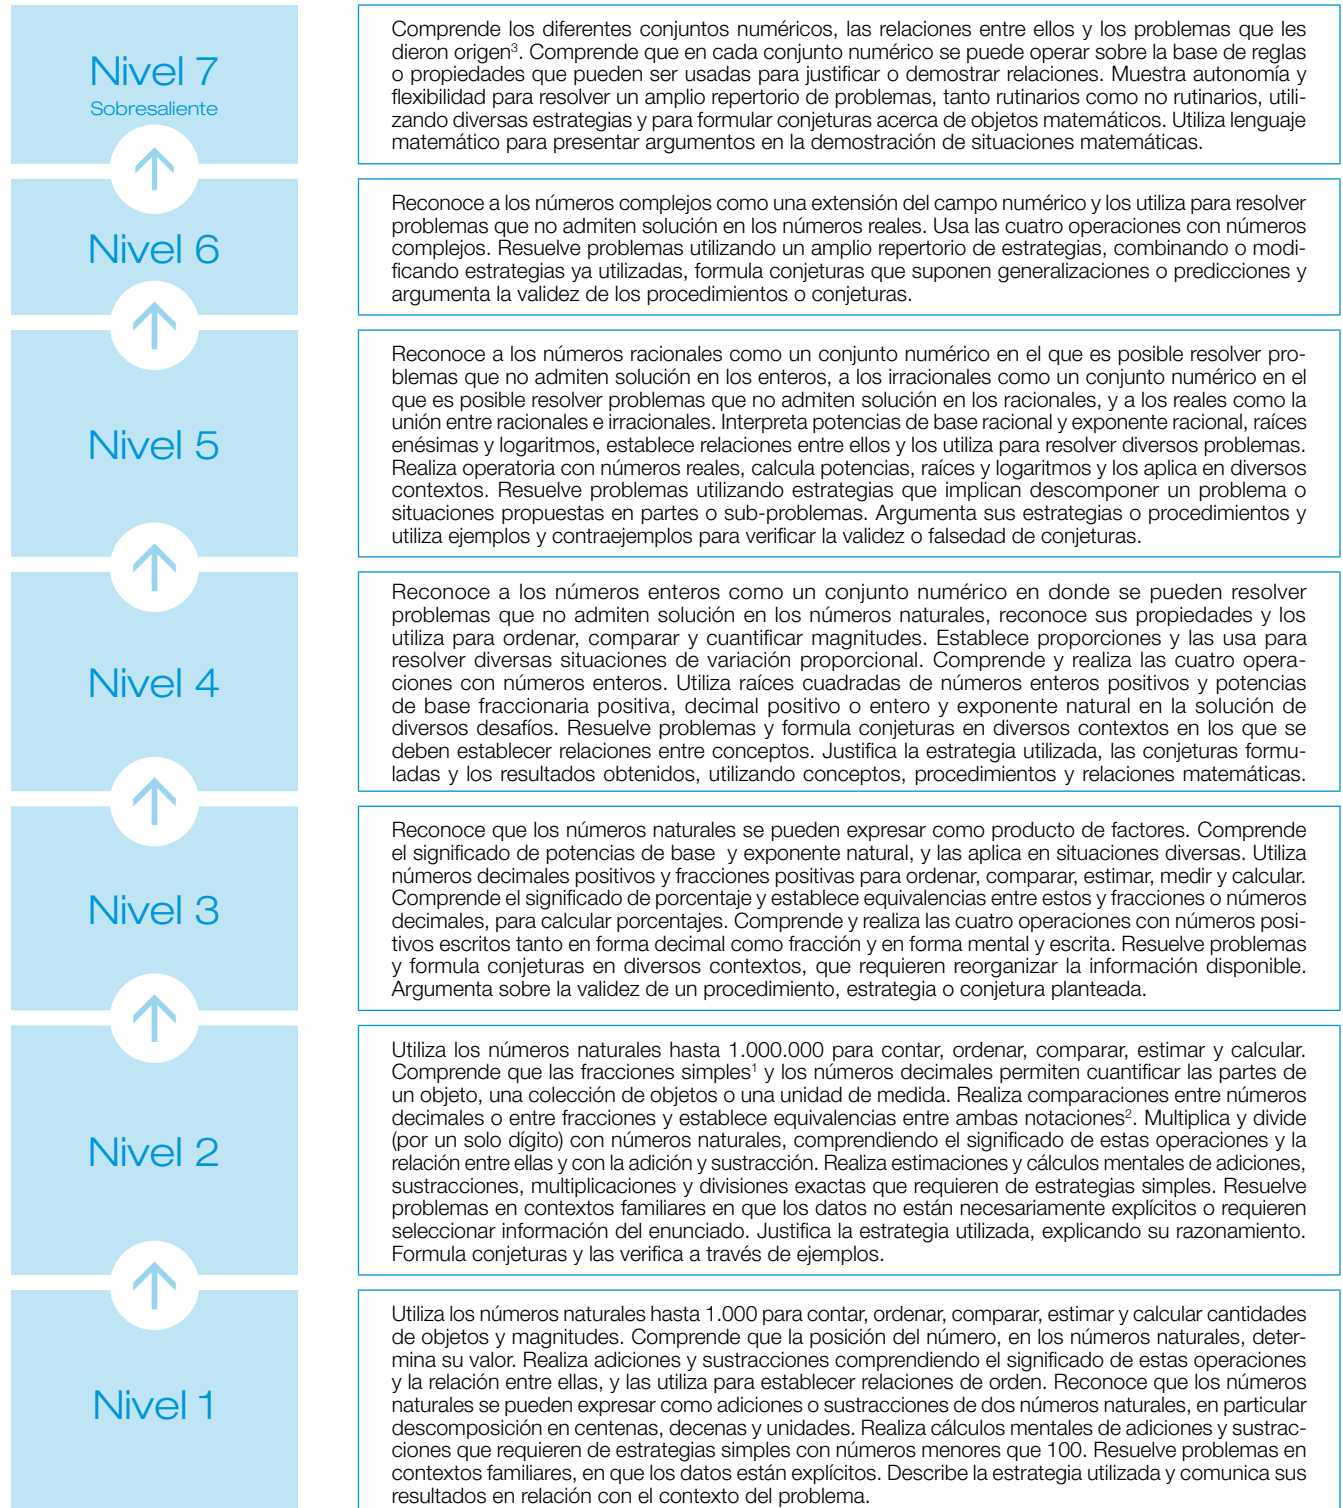 Nivel 7
Sobresaliente
Comprende los diferentes conjuntos numéricos, las relaciones entre ellos y los problemas que les
dieron origen³. Comprende que en cada conjunto numérico se puede operar sobre la base de reglas
o propiedades que pueden ser usadas para justificar o demostrar relaciones. Muestra autonomía y
flexibilidad para resolver un amplio repertorio de problemas, tanto rutinarios como no rutinarios, utili-
zando diversas estrategias y para formular conjeturas acerca de objetos matemáticos. Utiliza lenguaje
matemático para presentar argumentos en la demostración de situaciones matemáticas.
Nivel 6
Reconoce a los números complejos como una extensión del campo numérico y los utiliza para resolver
problemas que no admiten solución en los números reales. Usa las cuatro operaciones con números
complejos. Resuelve problemas utilizando un amplio repertorio de estrategias, combinando o modi-
ficando estrategias ya utilizadas, formula conjeturas que suponen generalizaciones o predicciones y
argumenta la validez de los procedimientos o conjeturas.
Nivel 5
Reconoce a los números racionales como un conjunto numérico en el que es posible resolver pro-
blemas que no admiten solución en los enteros, a los irracionales como un conjunto numérico en el
que es posible resolver problemas que no admiten solución en los racionales, y a los reales como la
unión entre racionales e irracionales. Interpreta potencias de base racional y exponente racional, raíces
enésimas y logaritmos, establece relaciones entre ellos y los utiliza para resolver diversos problemas.
Realiza operatoria con números reales, calcula potencias, raíces y logaritmos y los aplica en diversos
contextos. Resuelve problemas utilizando estrategias que implican descomponer un problema o
situaciones propuestas en partes o sub-problemas. Argumenta sus estrategias o procedimientos y
utiliza ejemplos y contraejemplos para verificar la validez o falsedad de conjeturas.
Nivel 4
Reconoce a los números enteros como un conjunto numérico en donde se pueden resolver
problemas que no admiten solución en los números naturales, reconoce sus propiedades y los
utiliza para ordenar, comparar y cuantificar magnitudes. Establece proporciones y las usa para
resolver diversas situaciones de variación proporcional. Comprende y realiza las cuatro opera-
ciones con números enteros. Utiliza raíces cuadradas de números enteros positivos y potencias
de base fraccionaria positiva, decimal positivo o entero y exponente natural en la solución de
diversos desafíos. Resuelve problemas y formula conjeturas en diversos contextos en los que se
deben establecer relaciones entre conceptos. Justifica la estrategia utilizada, las conjeturas formu-
ladas y los resultados obtenidos, utilizando conceptos, procedimientos y relaciones matemáticas.
Nivel 3
Reconoce que los números naturales se pueden expresar como producto de factores. Comprende
el significado de potencias de base  y exponente natural, y las aplica en situaciones diversas. Utiliza
números decimales positivos y fracciones positivas para ordenar, comparar, estimar, medir y calcular.
Comprende el significado de porcentaje y establece equivalencias entre estos y fracciones o números
decimales, para calcular porcentajes. Comprende y realiza las cuatro operaciones con números posi-
tivos escritos tanto en forma decimal como fracción y en forma mental y escrita. Resuelve problemas
y formula conjeturas en diversos contextos, que requieren reorganizar la información disponible.
Argumenta sobre la validez de un procedimiento, estrategia o conjetura planteada.
Nivel 2
Utiliza los números naturales hasta 1.000.000 para contar, ordenar, comparar, estimar y calcular.
Comprende que las fracciones simples¹ y los números decimales permiten cuantificar las partes de
un objeto, una colección de objetos o una unidad de medida. Realiza comparaciones entre números
decimales o entre fracciones y establece equivalencias entre ambas notaciones². Multiplica y divide
(por un solo dígito) con números naturales, comprendiendo el significado de estas operaciones y la
relación entre ellas y con la adición y sustracción. Realiza estimaciones y cálculos mentales de adiciones,
sustracciones, multiplicaciones y divisiones exactas que requieren de estrategias simples. Resuelve
problemas en contextos familiares en que los datos no están necesariamente explícitos o requieren
seleccionar información del enunciado. Justifica la estrategia utilizada, explicando su razonamiento.
Formula conjeturas y las verifica a través de ejemplos.
Nivel 1
Utiliza los números naturales hasta 1.000 para contar, ordenar, comparar, estimar y calcular cantidades
de objetos y magnitudes. Comprende que la posición del número, en los números naturales, deter-
mina su valor. Realiza adiciones y sustracciones comprendiendo el significado de estas operaciones
y la relación entre ellas, y las utiliza para establecer relaciones de orden. Reconoce que los números
naturales se pueden expresar como adiciones o sustracciones de dos números naturales, en particular
descomposición en centenas, decenas y unidades. Realiza cálculos mentales de adiciones y sustrac-
ciones que requieren de estrategias simples con números menores que 100. Resuelve problemas en
contextos familiares, en que los datos están explícitos. Describe la estrategia utilizada y comunica sus
resultados en relación con el contexto del problema.